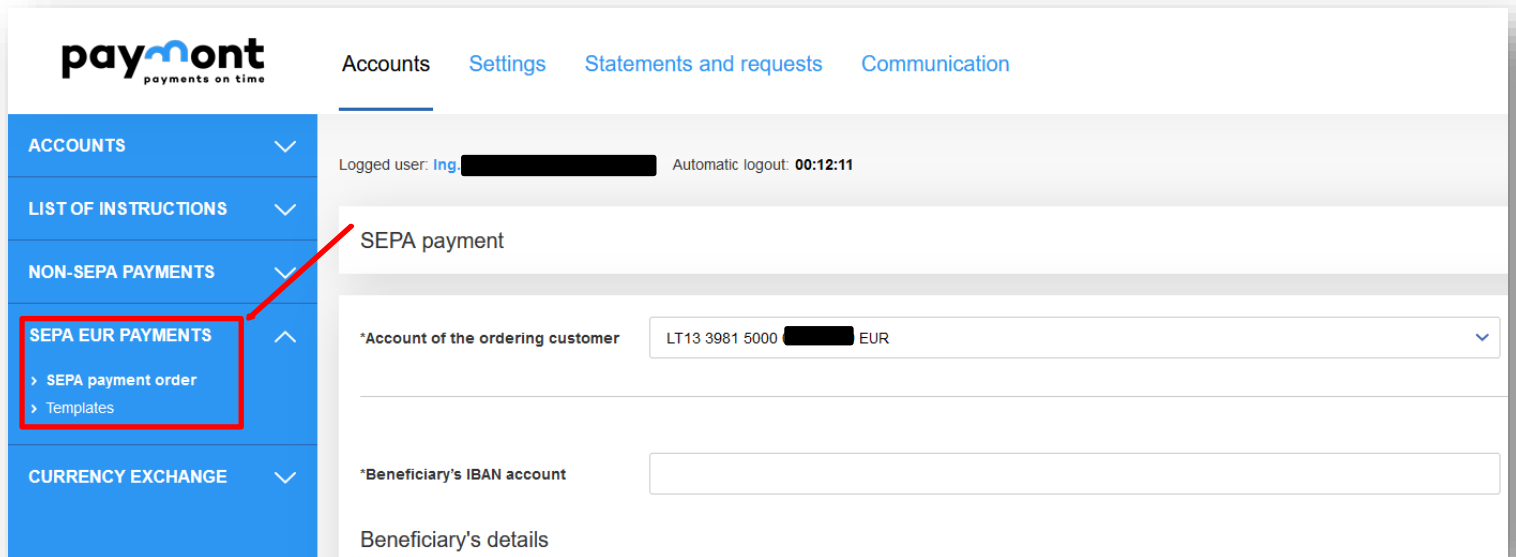 paymont
payments on time
Accounts Settings Statements and requests Communication
ACCOUNTS
LIST OF INSTRUCTIONS
NON-SEPA PAYMENTS
SEPA EUR PAYMENTS
> SEPA payment order
> Templates
CURRENCY EXCHANGE
Logged user: Ing. Automatic logout: 00:12:11
SEPA payment
*Account of the ordering customer LT13 3981 5000 EUR
*Beneficiary’s IBAN account
Beneficiary's details